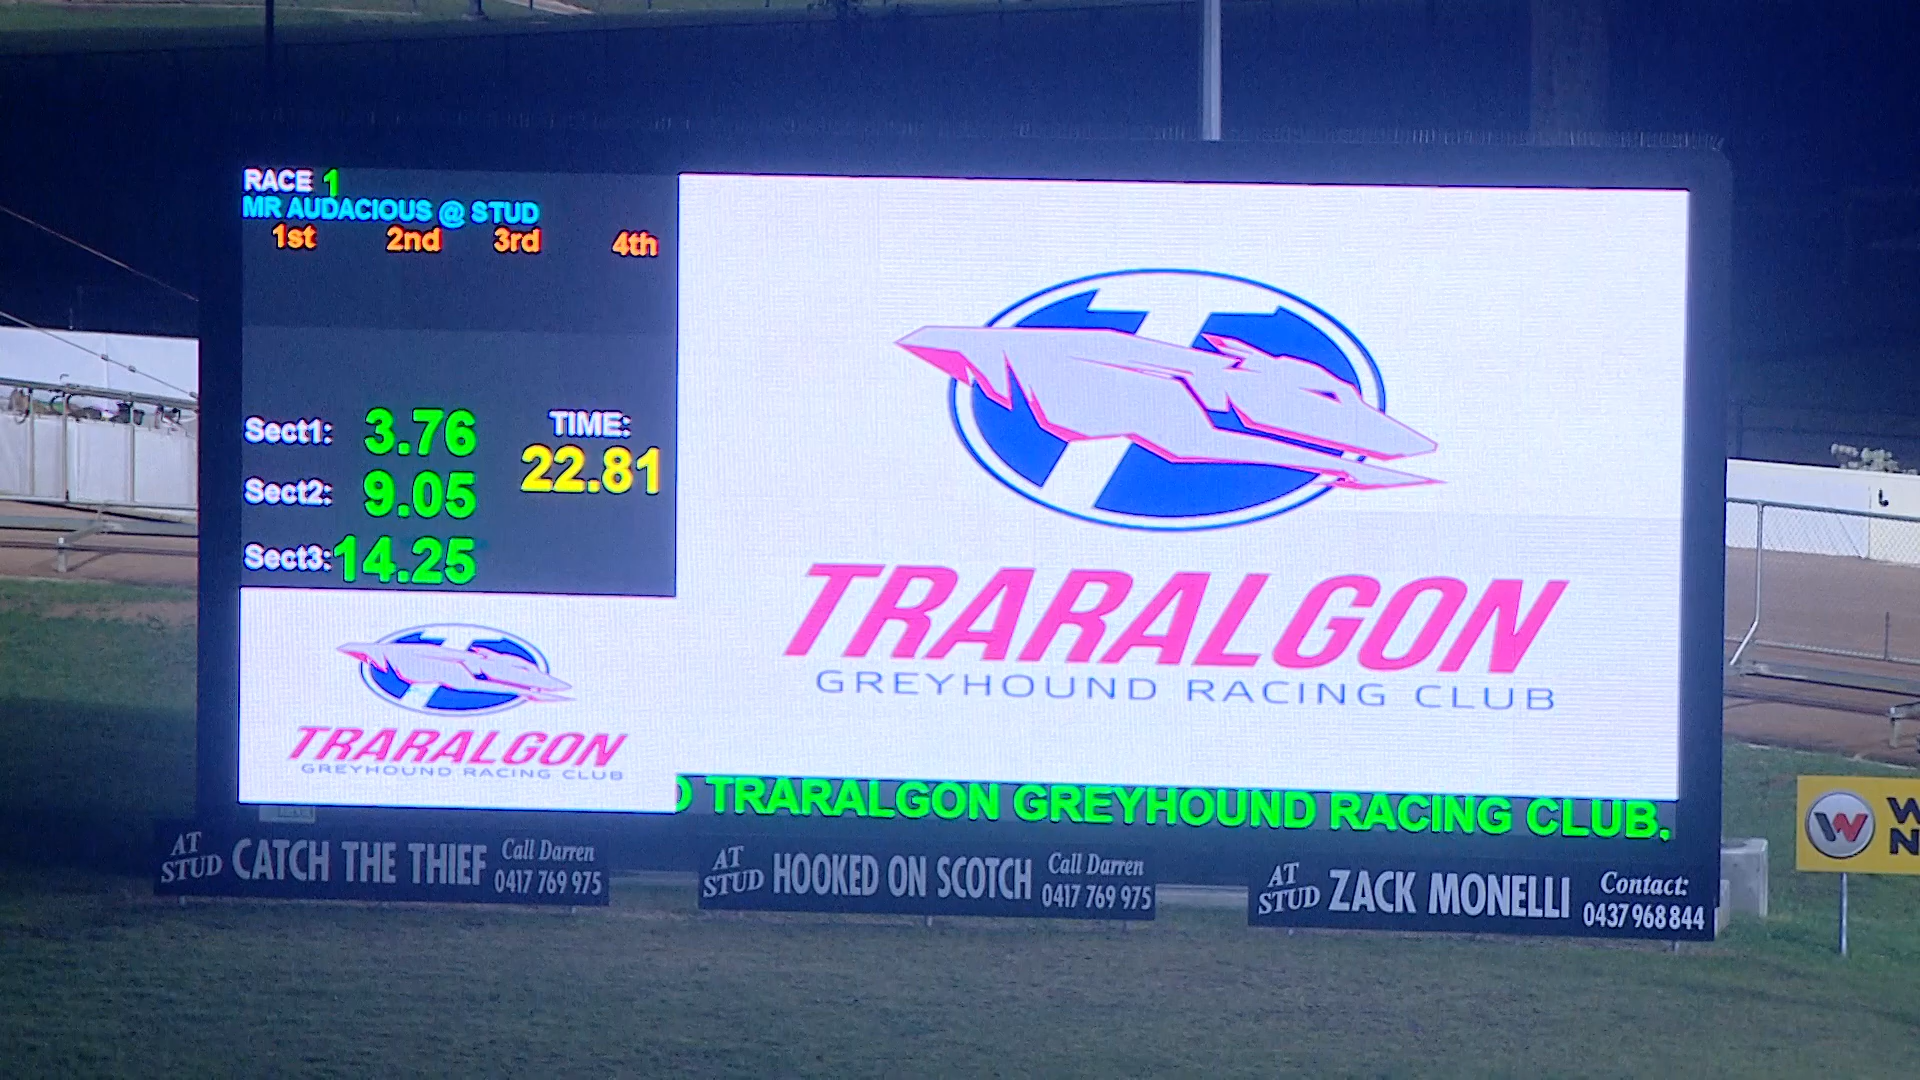 RACE 1
MR AUDACIOUS @ STUD
1st 2nd 3rd 4th
Sect1: 3.76
TIME:
22.81
Sect2: 9.05
Sect3: 14.25
TRARALGON
GREYHOUND RACING CLUB
TRARALGON
GREYHOUND RACING CLUB
TRARALGON GREYHOUND RACING CLUB,
AT STUD CATCH THE THIEF Call Darren 0417 769 975
AT STUD HOOKED ON SCOTCH Call Darren 0417 769 975
AT STUD ZACK MONELLI Contact: 0437 968 844
W
N